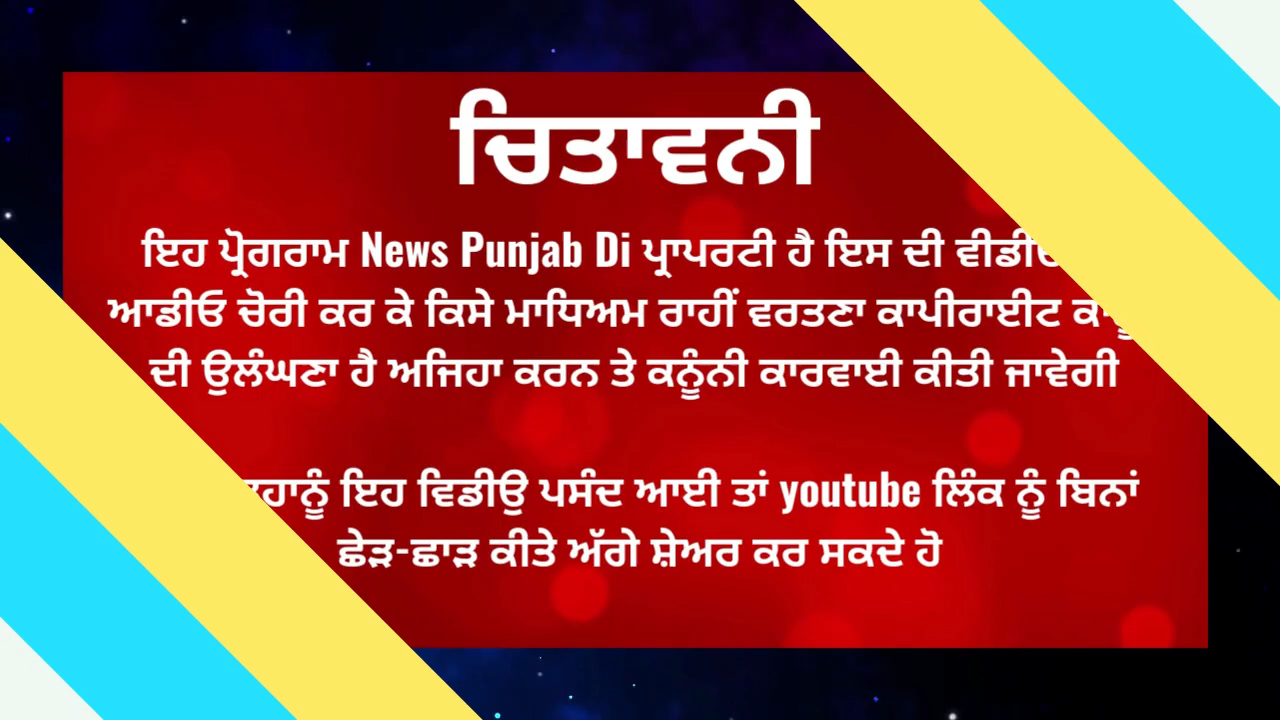 ਚਿਤਾਵਨੀ
ਇਹ ਪ੍ਰੋਗਰਾਮ News Punjab Di ਪ੍ਰਾਪਰਟੀ ਹੈ ਇਸ ਦੀ
ਆਡੀਓ ਚੋਰੀ ਕਰ ਕੇ ਕਿਸੇ ਮਾਧਿਅਮ ਰਾਹੀਂ ਵਰਤਣਾ ਕਾਪੀਰਾਈਟ
ਦੀ ਉਲੰਘਣਾ ਹੈ ਅਜਿਹਾ ਕਰਨ ਤੇ ਕਨੂੰਨੀ ਕਾਰਵਾਈ ਕੀਤੀ ਜਾਵੇਗੀ
ਇਹ ਵਿਡੀਉ ਪਸੰਦ ਆਈ ਤਾਂ youtube ਲਿੰਕ ਨੂੰ ਬਿਨਾਂ
ਛੇੜ-ਛਾੜ ਕੀਤੇ ਅੱਗੇ ਸ਼ੇਅਰ ਕਰ ਸਕਦੇ ਹੋ